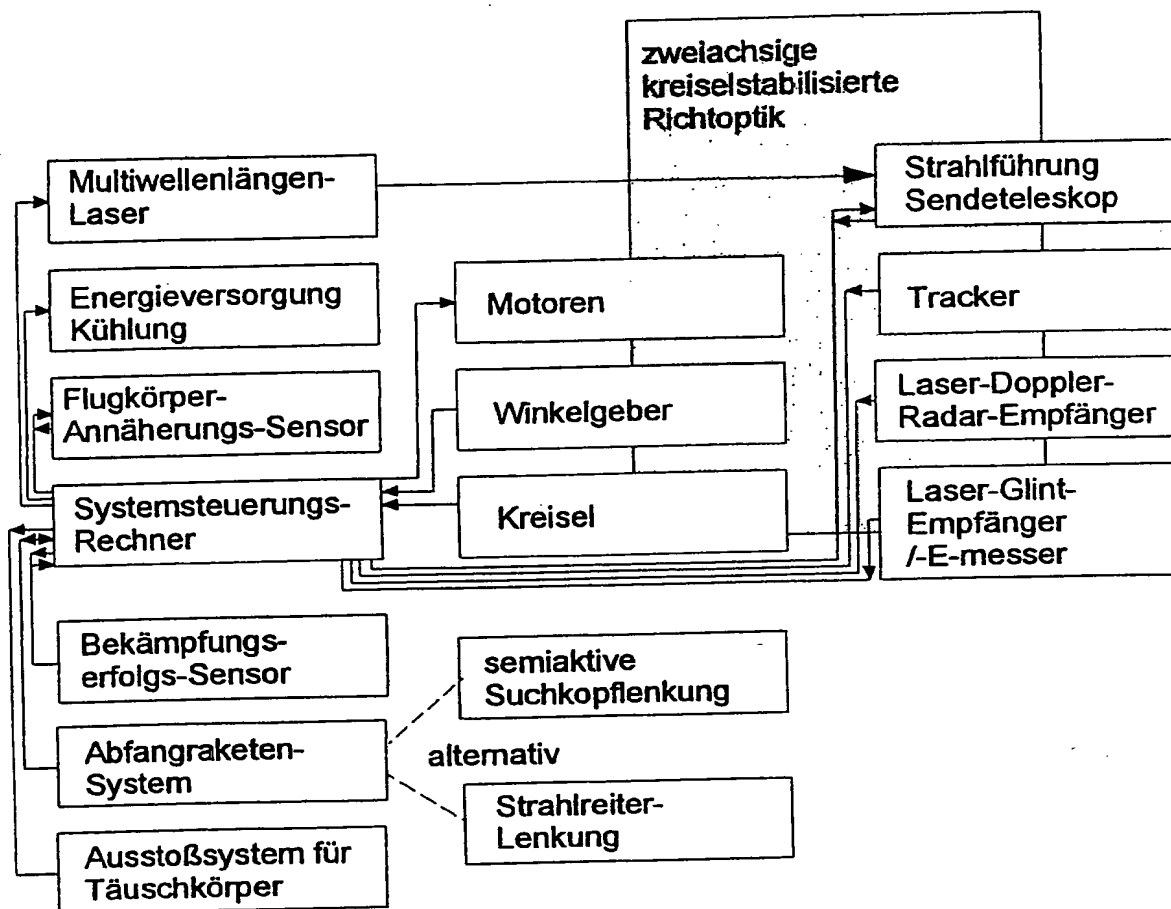 zweiachsige
kreiselstabilisierte
Richtoptik
Multiwellenlängen-
Laser
Strahlführung
Sendeteleskop
Energieversorgung
Kühlung
Motoren
Tracker
Flugkörper-
Annäherungs-Sensor
Winkelgeber
Laser-Doppler-
Radar-Empfänger
Systemsteuerungs-
Rechner
Kreisel
Laser-Glint-
Empfänger
/-E-messer
Bekämpfungs-
erfolgs-Sensor
semiaktive
Suchkopflenkung
Abfangraketen-
System
alternativ
Strahlreiter-
Lenkung
Ausstoßsystem für
Täuschkörper